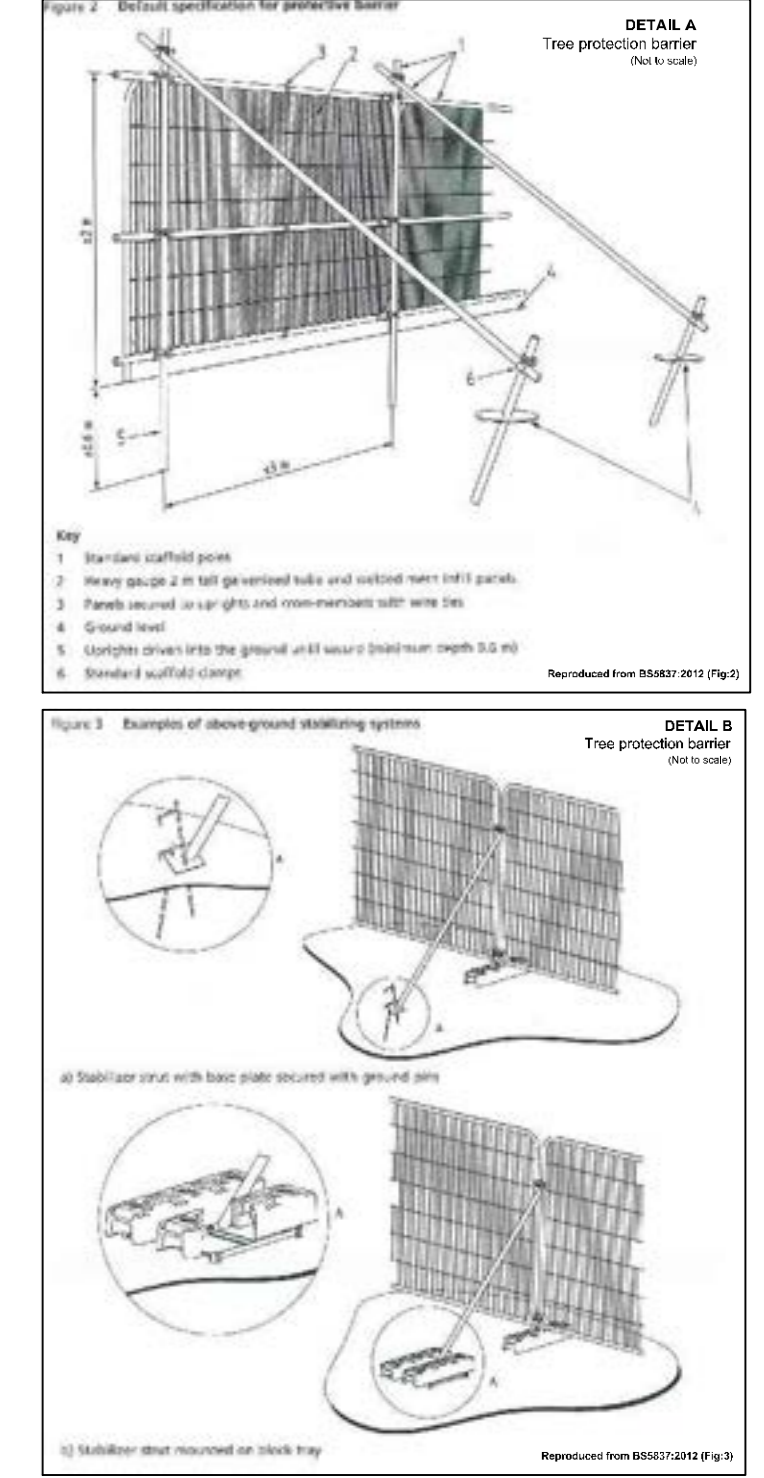 Figure 2 Default specification for protective barrier
DETAIL A
Tree protection barrier
(Not to scale)
3
2
1
4
6
5
Key
1 Standard scaffold poles
2 Heavy gauge 2 m tall galvanized tube and welded mesh infill panels
3 Panels secured to uprights and cross-members with wire ties
4 Ground level
5 Uprights driven into the ground until secure (minimum depth 0.6 m)
6 Standard scaffold clamps
Reproduced from BS5837:2012 (Fig:2)
Figure 3 Examples of above-ground stabilizing systems
DETAIL B
Tree protection barrier
(Not to scale)
A
A
a) Stabilizer strut with base plate secured with ground pins
A
A
b) Stabilizer strut mounted on block tray
Reproduced from BS5837:2012 (Fig:3)